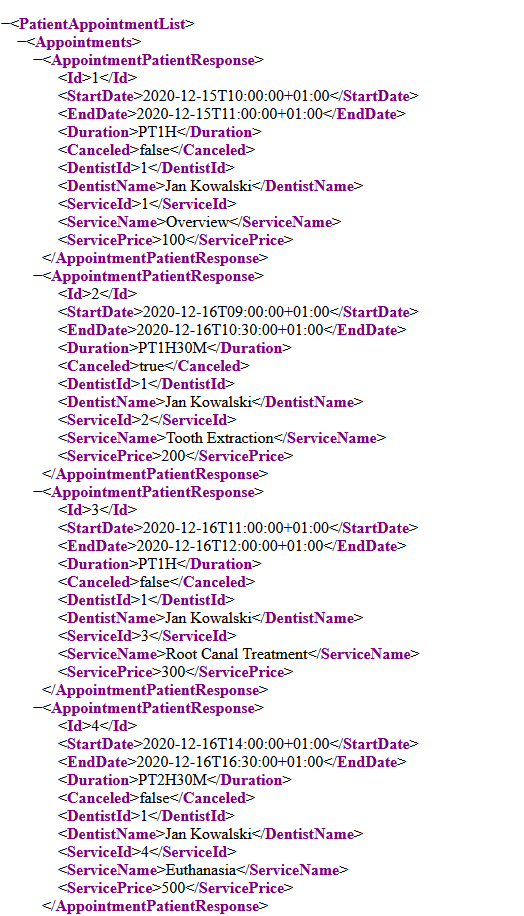 −<PatientAppointmentList>
−<Appointments>
−<AppointmentPatientResponse>
<Id>1</Id>
<StartDate>2020-12-15T10:00:00+01:00</StartDate>
<EndDate>2020-12-15T11:00:00+01:00</EndDate>
<Duration>PT1H</Duration>
<Canceled>false</Canceled>
<DentistId>1</DentistId>
<DentistName>Jan Kowalski</DentistName>
<ServiceId>1</ServiceId>
<ServiceName>Overview</ServiceName>
<ServicePrice>100</ServicePrice>
</AppointmentPatientResponse>
−<AppointmentPatientResponse>
<Id>2</Id>
<StartDate>2020-12-16T09:00:00+01:00</StartDate>
<EndDate>2020-12-16T10:30:00+01:00</EndDate>
<Duration>PT1H30M</Duration>
<Canceled>true</Canceled>
<DentistId>1</DentistId>
<DentistName>Jan Kowalski</DentistName>
<ServiceId>2</ServiceId>
<ServiceName>Tooth Extraction</ServiceName>
<ServicePrice>200</ServicePrice>
</AppointmentPatientResponse>
−<AppointmentPatientResponse>
<Id>3</Id>
<StartDate>2020-12-16T11:00:00+01:00</StartDate>
<EndDate>2020-12-16T12:00:00+01:00</EndDate>
<Duration>PT1H</Duration>
<Canceled>false</Canceled>
<DentistId>1</DentistId>
<DentistName>Jan Kowalski</DentistName>
<ServiceId>3</ServiceId>
<ServiceName>Root Canal Treatment</ServiceName>
<ServicePrice>300</ServicePrice>
</AppointmentPatientResponse>
−<AppointmentPatientResponse>
<Id>4</Id>
<StartDate>2020-12-16T14:00:00+01:00</StartDate>
<EndDate>2020-12-16T16:30:00+01:00</EndDate>
<Duration>PT2H30M</Duration>
<Canceled>false</Canceled>
<DentistId>1</DentistId>
<DentistName>Jan Kowalski</DentistName>
<ServiceId>4</ServiceId>
<ServiceName>Euthanasia</ServiceName>
<ServicePrice>500</ServicePrice>
</AppointmentPatientResponse>